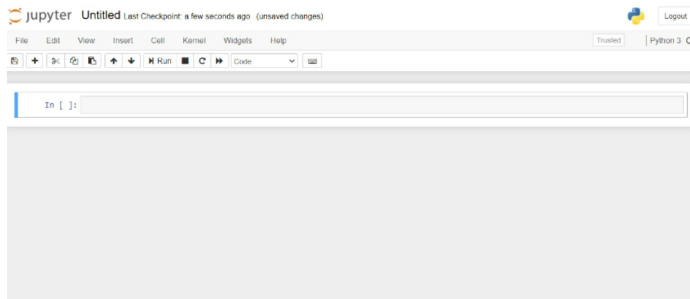 jupyter Untitled Last Checkpoint: a few seconds ago (unsaved changes) Logout
File Edit View Insert Cell Kernel Widgets Help Trusted Python 3
Run Code
In [ ]: